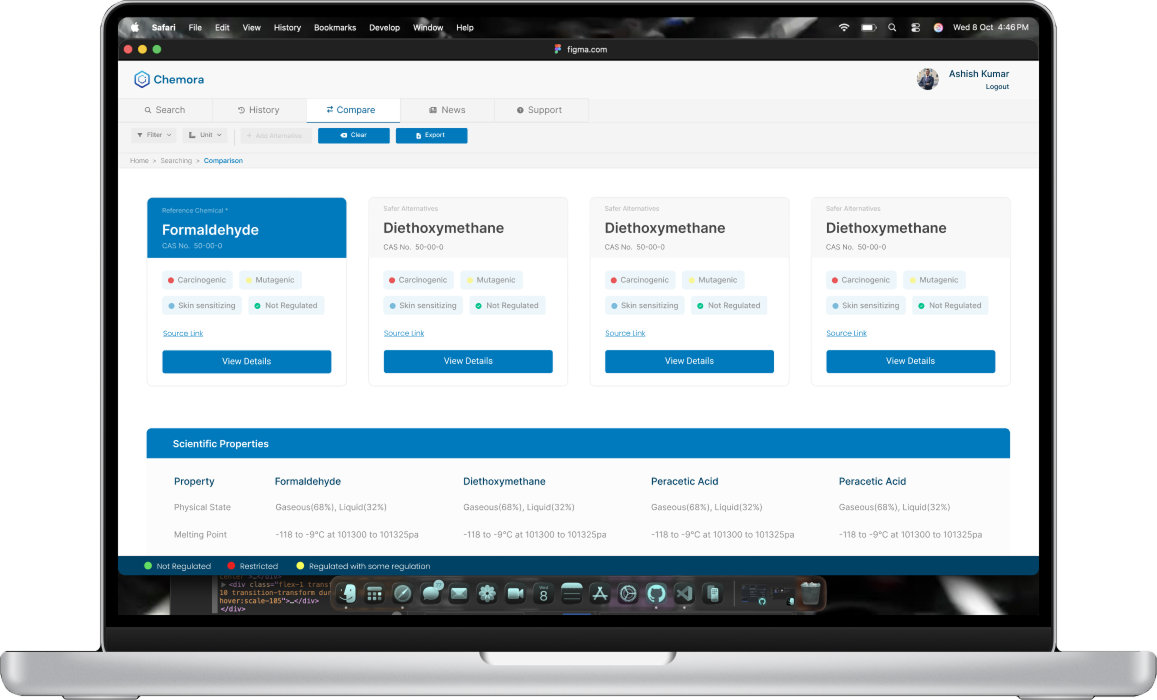 Safari File Edit View History Bookmarks Develop Window Help Wed 8 Oct 4:46PM
figma.com
Chemora
Ashish Kumar
Logout
Search History Compare News Support
Filter Unit + Add Alternative Clear Export
Home > Searching > Comparison
Reference Chemical *
Formaldehyde
CAS No. 50-00-0
Carcinogenic Mutagenic
Skin sensitizing Not Regulated
Source Link
View Details
Safer Alternatives
Diethoxymethane
CAS No. 50-00-0
Carcinogenic Mutagenic
Skin sensitizing Not Regulated
Source Link
View Details
Safer Alternatives
Diethoxymethane
CAS No. 50-00-0
Carcinogenic Mutagenic
Skin sensitizing Not Regulated
Source Link
View Details
Safer Alternatives
Diethoxymethane
CAS No. 50-00-0
Carcinogenic Mutagenic
Skin sensitizing Not Regulated
Source Link
View Details
Scientific Properties
Property Formaldehyde Diethoxymethane Peracetic Acid Peracetic Acid
Physical State Gaseous(68%), Liquid(32%) Gaseous(68%), Liquid(32%) Gaseous(68%), Liquid(32%) Gaseous(68%), Liquid(32%)
Melting Point -118 to -9°C at 101300 to 101325pa -118 to -9°C at 101300 to 101325pa -118 to -9°C at 101300 to 101325pa -118 to -9°C at 101300 to 101325pa
Not Regulated Restricted Regulated with some regulation
<div class="flex-1 transf
10 transition-transform dur
hover:scale-105">…</div>
</div>
8